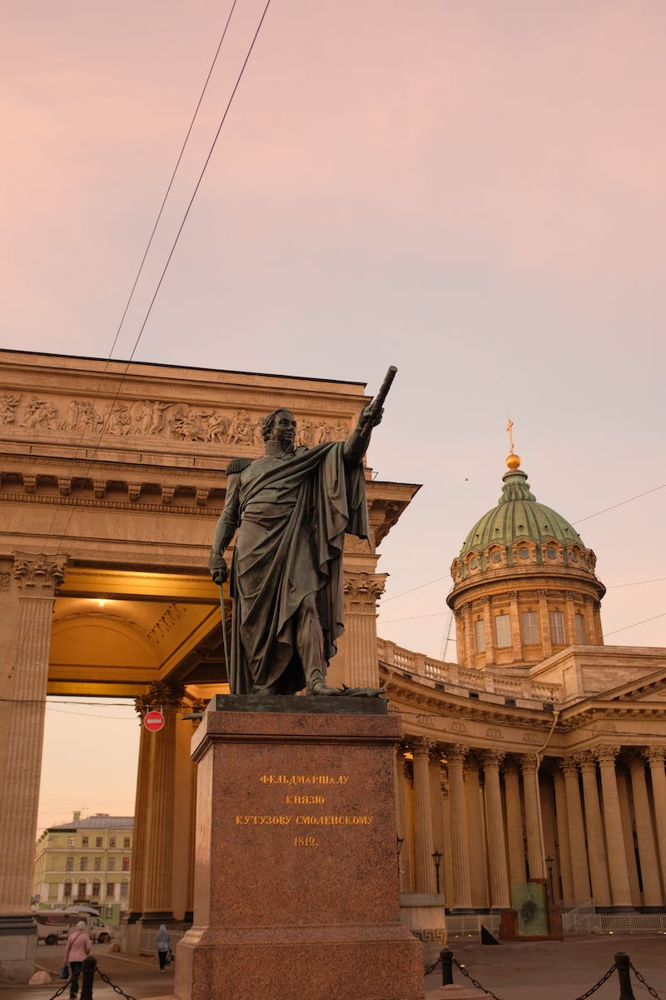 ФЕЛЬДМАРШАЛУ
КНЯЗЮ
КУТУЗОВУ СМОЛЕНСКОМУ
1812.